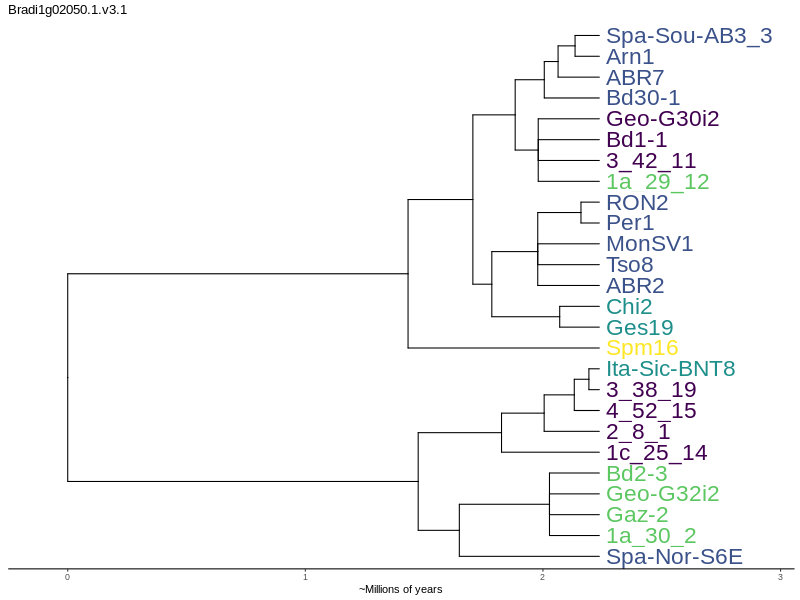 Bradi1g02050.1.v3.1
Spa-Sou-AB3_3
Arn1
ABR7
Bd30-1
Geo-G30i2
Bd1-1
3_42_11
1a_29_12
RON2
Per1
MonSV1
Tso8
ABR2
Chi2
Ges19
Spm16
Ita-Sic-BNT8
3_38_19
4_52_15
2_8_1
1c_25_14
Bd2-3
Geo-G32i2
Gaz-2
1a_30_2
Spa-Nor-S6E
0 1 2 3
~Millions of years